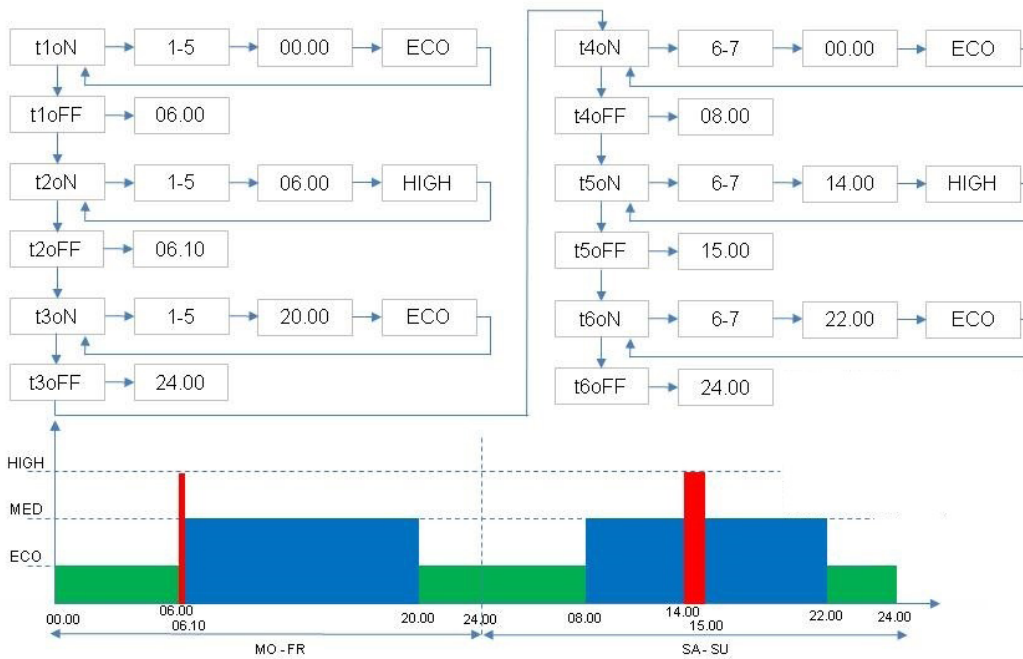 t1oN 1-5 00.00 ECO t4oN 6-7 00.00 ECO
t1oFF 06.00 t4oFF 08.00
t2oN 1-5 06.00 HIGH t5oN 6-7 14.00 HIGH
t2oFF 06.10 t5oFF 15.00
t3oN 1-5 20.00 ECO t6oN 6-7 22.00 ECO
t3oFF 24.00 t6oFF 24.00
HIGH
MED
ECO
00.00 06.00 20.00 24.00 08.00 14.00 22.00 24.00
06.10 15.00
MO - FR SA - SU